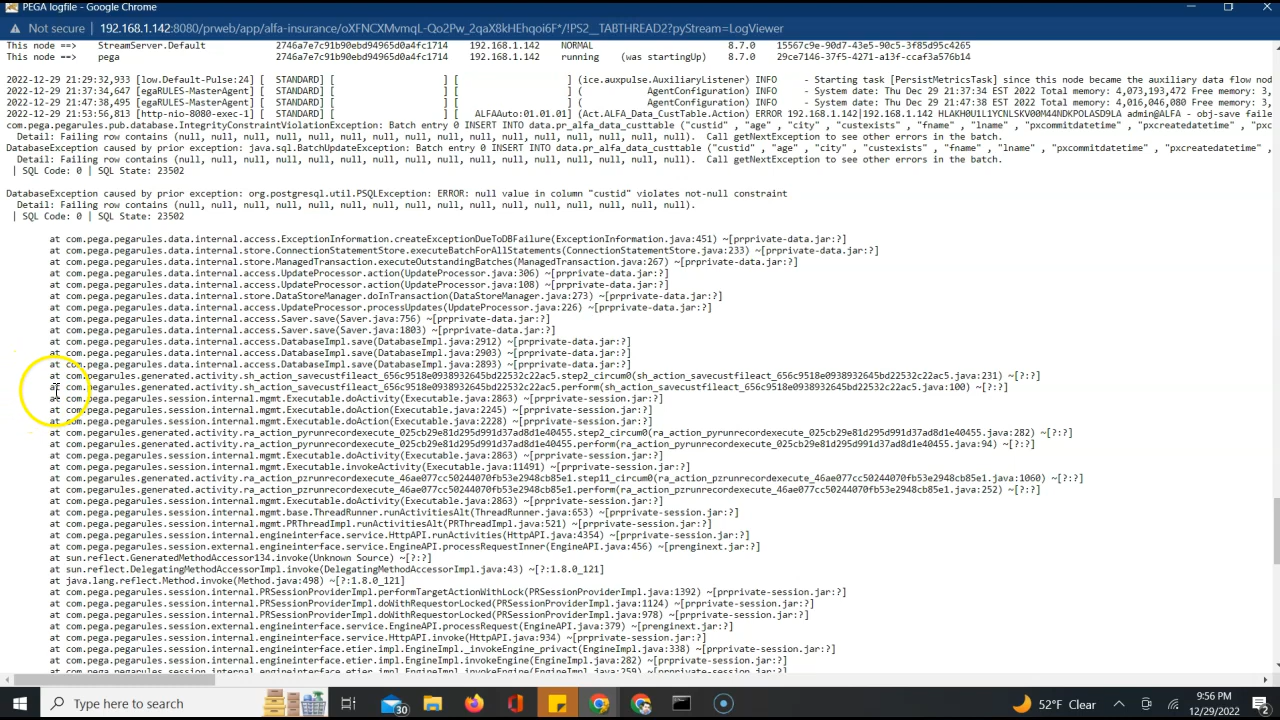 PEGA logfile - Google Chrome
Not secure 192.168.1.142:8080/prweb/app/alfa-insurance/oXFNCXMvmqL-Qo2Pw_2qaX8kHEhqoi6F*/!PS2__TABTHREAD2?pyStream=LogViewer
This node ==> StreamServer.Default 2746a7e7c91b90ebd94965d0a4fc1714 192.168.1.142 NORMAL 8.7.0 15567c9e-90d7-43e5-90c5-3f85d95c4265
This node ==> pega 2746a7e7c91b90ebd94965d0a4fc1714 192.168.1.142 running (was startingUp) 8.7.0 29ce7146-37f5-4271-a13f-ccaf3a576b14
2022-12-29 21:29:32,933 [low.Default-Pulse:24] [ STANDARD] [ ] [ ] (ice.auxpulse.AuxiliaryListener) INFO - Starting task [PersistMetricsTask] since this node became the auxiliary data flow nod
2022-12-29 21:37:34,647 [egaRULES-MasterAgent] [ STANDARD] [ ] [ ] ( AgentConfiguration) INFO - System date: Thu Dec 29 21:37:34 EST 2022 Total memory: 4,073,193,472 Free memory: 3,
2022-12-29 21:47:38,495 [egaRULES-MasterAgent] [ STANDARD] [ ] [ ] ( AgentConfiguration) INFO - System date: Thu Dec 29 21:47:38 EST 2022 Total memory: 4,016,046,080 Free memory: 3,
2022-12-29 21:53:56,813 [http-nio-8080-exec-1] [ STANDARD] [ ] [ ALFAAuto:01.01.01] (Act.ALFA_Data_CustTable.Action) ERROR 192.168.1.142|192.168.1.142 HLAKH0U1L1YCNLSKV00M44NDKPOLASD9LA admin@ALFA - obj-save faile
com.pega.pegarules.pub.database.IntegrityConstraintViolationException: Batch entry 0 INSERT INTO data.pr_alfa_data_custtable ("custid" , "age" , "city" , "custexists" , "fname" , "lname" , "pxcommitdatetime" , "pxcreatedatetime" ,
Detail: Failing row contains (null, null, null, null, null, null, null, null, null, null, null, null, null). Call getNextException to see other errors in the batch.
DatabaseException caused by prior exception: java.sql.BatchUpdateException: Batch entry 0 INSERT INTO data.pr_alfa_data_custtable ("custid" , "age" , "city" , "custexists" , "fname" , "lname" , "pxcommitdatetime" , "pxcreatedatetime" ,
Detail: Failing row contains (null, null, null, null, null, null, null, null, null, null, null, null, null). Call getNextException to see other errors in the batch.
| SQL Code: 0 | SQL State: 23502
DatabaseException caused by prior exception: org.postgresql.util.PSQLException: ERROR: null value in column "custid" violates not-null constraint
Detail: Failing row contains (null, null, null, null, null, null, null, null, null, null, null, null, null).
| SQL Code: 0 | SQL State: 23502
at com.pega.pegarules.data.internal.access.ExceptionInformation.createExceptionDueToDBFailure(ExceptionInformation.java:451) ~[prprivate-data.jar:?]
at com.pega.pegarules.data.internal.store.ConnectionStatementStore.executeBatchForAllStatements(ConnectionStatementStore.java:233) ~[prprivate-data.jar:?]
at com.pega.pegarules.data.internal.store.ManagedTransaction.executeOutstandingBatches(ManagedTransaction.java:267) ~[prprivate-data.jar:?]
at com.pega.pegarules.data.internal.access.UpdateProcessor.action(UpdateProcessor.java:306) ~[prprivate-data.jar:?]
at com.pega.pegarules.data.internal.access.UpdateProcessor.action(UpdateProcessor.java:108) ~[prprivate-data.jar:?]
at com.pega.pegarules.data.internal.store.DataStoreManager.doInTransaction(DataStoreManager.java:273) ~[prprivate-data.jar:?]
at com.pega.pegarules.data.internal.access.UpdateProcessor.processUpdates(UpdateProcessor.java:226) ~[prprivate-data.jar:?]
at com.pega.pegarules.data.internal.access.Saver.save(Saver.java:756) ~[prprivate-data.jar:?]
at com.pega.pegarules.data.internal.access.Saver.save(Saver.java:1803) ~[prprivate-data.jar:?]
at com.pega.pegarules.data.internal.access.DatabaseImpl.save(DatabaseImpl.java:2912) ~[prprivate-data.jar:?]
at com.pega.pegarules.data.internal.access.DatabaseImpl.save(DatabaseImpl.java:2903) ~[prprivate-data.jar:?]
at com.pega.pegarules.data.internal.access.DatabaseImpl.save(DatabaseImpl.java:2893) ~[prprivate-data.jar:?]
at com.pegarules.generated.activity.sh_action_savecustfileact_656c9518e0938932645bd22532c22ac5.step2_circum0(sh_action_savecustfileact_656c9518e0938932645bd22532c22ac5.java:231) ~[?:?]
at com.pegarules.generated.activity.sh_action_savecustfileact_656c9518e0938932645bd22532c22ac5.perform(sh_action_savecustfileact_656c9518e0938932645bd22532c22ac5.java:100) ~[?:?]
at com.pega.pegarules.session.internal.mgmt.Executable.doActivity(Executable.java:2863) ~[prprivate-session.jar:?]
at com.pega.pegarules.session.internal.mgmt.Executable.doAction(Executable.java:2245) ~[prprivate-session.jar:?]
at com.pega.pegarules.session.internal.mgmt.Executable.doAction(Executable.java:2228) ~[prprivate-session.jar:?]
at com.pegarules.generated.activity.ra_action_pyrunrecordexecute_025cb29e81d295d991d37ad8d1e40455.step2_circum0(ra_action_pyrunrecordexecute_025cb29e81d295d991d37ad8d1e40455.java:282) ~[?:?]
at com.pegarules.generated.activity.ra_action_pyrunrecordexecute_025cb29e81d295d991d37ad8d1e40455.perform(ra_action_pyrunrecordexecute_025cb29e81d295d991d37ad8d1e40455.java:94) ~[?:?]
at com.pega.pegarules.session.internal.mgmt.Executable.doActivity(Executable.java:2863) ~[prprivate-session.jar:?]
at com.pega.pegarules.session.internal.mgmt.Executable.invokeActivity(Executable.java:11491) ~[prprivate-session.jar:?]
at com.pegarules.generated.activity.ra_action_pzrunrecordexecute_46ae077cc50244070fb53e2948cb85e1.step11_circum0(ra_action_pzrunrecordexecute_46ae077cc50244070fb53e2948cb85e1.java:1060) ~[?:?]
at com.pegarules.generated.activity.ra_action_pzrunrecordexecute_46ae077cc50244070fb53e2948cb85e1.perform(ra_action_pzrunrecordexecute_46ae077cc50244070fb53e2948cb85e1.java:252) ~[?:?]
at com.pega.pegarules.session.internal.mgmt.Executable.doActivity(Executable.java:2863) ~[prprivate-session.jar:?]
at com.pega.pegarules.session.internal.mgmt.base.ThreadRunner.runActivitiesAlt(ThreadRunner.java:653) ~[prprivate-session.jar:?]
at com.pega.pegarules.session.internal.mgmt.PRThreadImpl.runActivitiesAlt(PRThreadImpl.java:521) ~[prprivate-session.jar:?]
at com.pega.pegarules.session.internal.engineinterface.service.HttpAPI.runActivities(HttpAPI.java:4354) ~[prprivate-session.jar:?]
at com.pega.pegarules.session.external.engineinterface.service.EngineAPI.processRequestInner(EngineAPI.java:456) ~[prenginext.jar:?]
at sun.reflect.GeneratedMethodAccessor134.invoke(Unknown Source) ~[?:?]
at sun.reflect.DelegatingMethodAccessorImpl.invoke(DelegatingMethodAccessorImpl.java:43) ~[?:1.8.0_121]
at java.lang.reflect.Method.invoke(Method.java:498) ~[?:1.8.0_121]
at com.pega.pegarules.session.internal.PRSessionProviderImpl.performTargetActionWithLock(PRSessionProviderImpl.java:1392) ~[prprivate-session.jar:?]
at com.pega.pegarules.session.internal.PRSessionProviderImpl.doWithRequestorLocked(PRSessionProviderImpl.java:1124) ~[prprivate-session.jar:?]
at com.pega.pegarules.session.internal.PRSessionProviderImpl.doWithRequestorLocked(PRSessionProviderImpl.java:978) ~[prprivate-session.jar:?]
at com.pega.pegarules.session.external.engineinterface.service.EngineAPI.processRequest(EngineAPI.java:379) ~[prenginext.jar:?]
at com.pega.pegarules.session.internal.engineinterface.service.HttpAPI.invoke(HttpAPI.java:934) ~[prprivate-session.jar:?]
at com.pega.pegarules.session.internal.engineinterface.etier.impl.EngineImpl._invokeEngine_privact(EngineImpl.java:338) ~[prprivate-session.jar:?]
at com.pega.pegarules.session.internal.engineinterface.etier.impl.EngineImpl.invokeEngine(EngineImpl.java:282) ~[prprivate-session.jar:?]
at com.pega.pegarules.session.internal.engineinterface.etier.impl.EngineImpl.invokeEngine(EngineImpl.java:259) ~[prprivate-session.jar:?]
Type here to search
30
52°F Clear
9:56 PM
12/29/2022
2